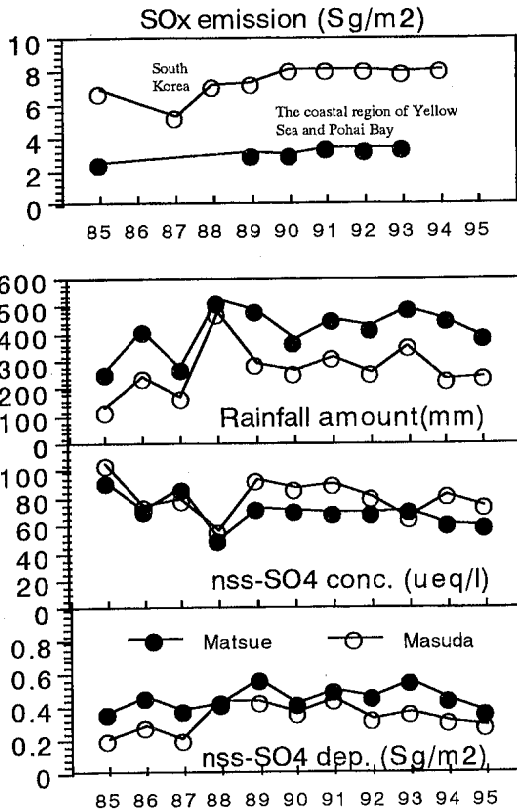 SOx emission (Sg/m2)
10
8
6
4
2
0
South
Korea
The coastal region of Yellow
Sea and Pohai Bay
85 86 87 88 89 90 91 92 93 94 95
600
500
400
300
200
100
0
Rainfall amount(mm)
100
80
60
40
20
0
nss-SO4 conc. (ueq/l)
Matsue Masuda
0.8
0.6
0.4
0.2
0
nss-SO4 dep. (Sg/m2)
85 86 87 88 89 90 91 92 93 94 95